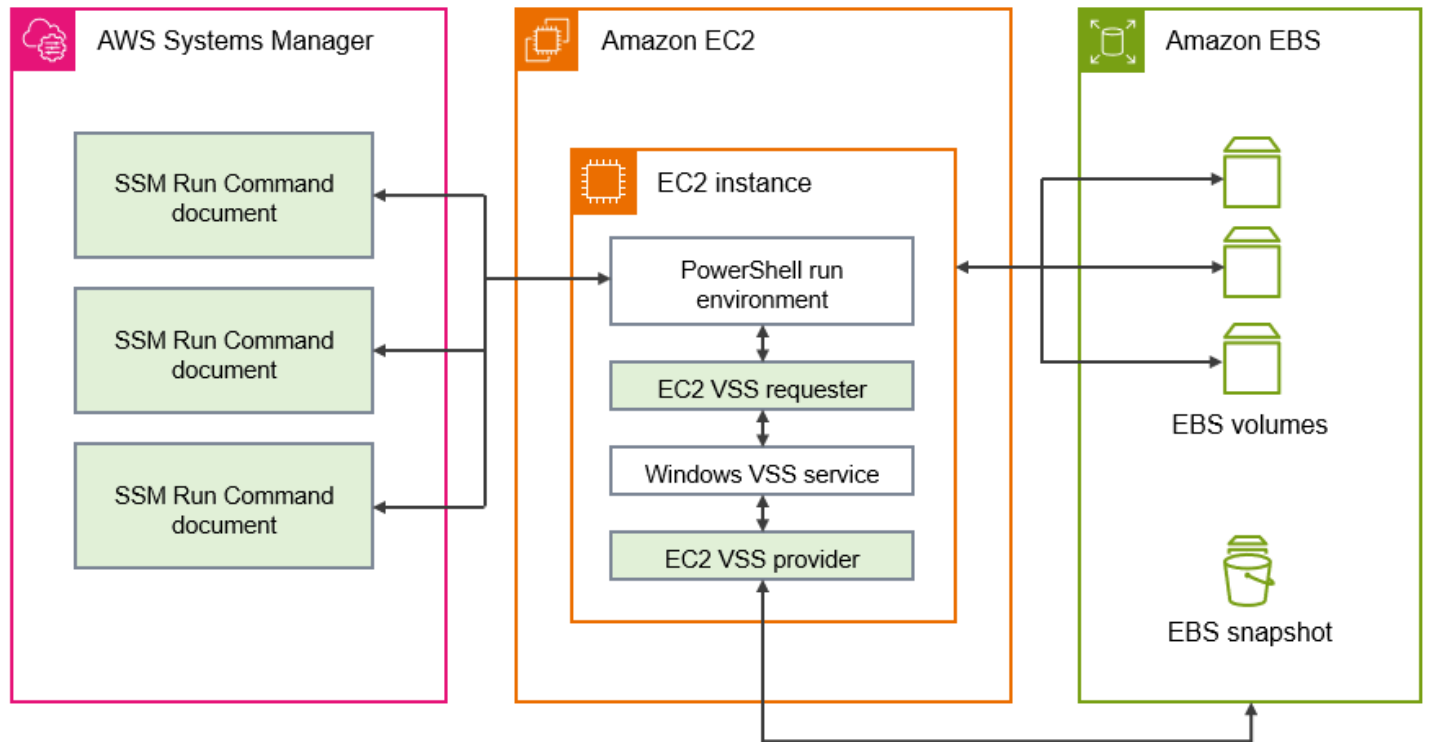 AWS Systems Manager
SSM Run Command
document
SSM Run Command
document
SSM Run Command
document
Amazon EC2
EC2 instance
PowerShell run
environment
EC2 VSS requester
Windows VSS service
EC2 VSS provider
Amazon EBS
EBS volumes
EBS snapshot